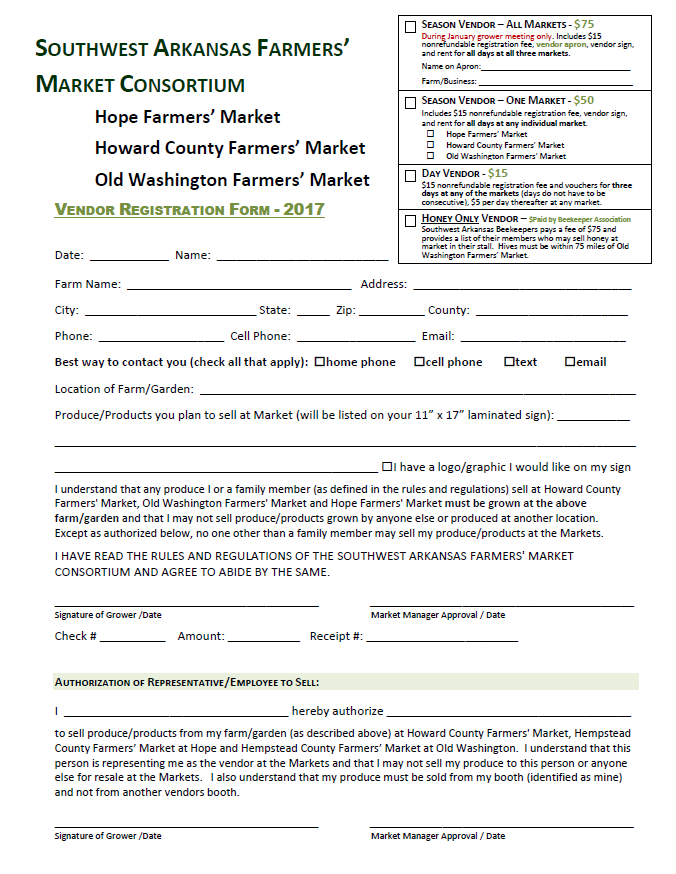 SOUTHWEST ARKANSAS FARMERS'
MARKET CONSORTIUM
Hope Farmers' Market
Howard County Farmers' Market
Old Washington Farmers' Market
VENDOR REGISTRATION FORM - 2017
☐ SEASON VENDOR – ALL MARKETS - $75
During January grower meeting only. Includes $15
nonrefundable registration fee, vendor apron, vendor sign,
and rent for all days at all three markets.
Name on Apron:____________________
Farm/Business: ____________________
☐ SEASON VENDOR – ONE MARKET - $50
Includes $15 nonrefundable registration fee, vendor sign,
and rent for all days at any individual market.
☐ Hope Farmers' Market
☐ Howard County Farmers' Market
☐ Old Washington Farmers' Market
☐ DAY VENDOR - $15
$15 nonrefundable registration fee and vouchers for three
days at any of the markets (days do not have to be
consecutive), $5 per day thereafter at any market.
☐ HONEY ONLY VENDOR – $Paid by Beekeeper Association
Southwest Arkansas Beekeepers pays a fee of $75 and
provides a list of their members who may sell honey at
market in their stall. Hives must be within 75 miles of Old
Washington Farmers' Market.
Date: ____________ Name: __________________________
Farm Name: __________________________________ Address: __________________________________
City: __________________________ State: _____ Zip: __________ County: _______________________
Phone: ___________________ Cell Phone: __________________ Email: _________________________
Best way to contact you (check all that apply): ☐home phone ☐cell phone ☐text ☐email
Location of Farm/Garden: __________________________________________________________________
Produce/Products you plan to sell at Market (will be listed on your 11" x 17" laminated sign): ___________
________________________________________________________________________________________
_________________________________________________ ☐I have a logo/graphic I would like on my sign
I understand that any produce I or a family member (as defined in the rules and regulations) sell at Howard County
Farmers' Market, Old Washington Farmers' Market and Hope Farmers' Market must be grown at the above
farm/garden and that I may not sell produce/products grown by anyone else or produced at another location.
Except as authorized below, no one other than a family member may sell my produce/products at the Markets.
I HAVE READ THE RULES AND REGULATIONS OF THE SOUTHWEST ARKANSAS FARMERS' MARKET
CONSORTIUM AND AGREE TO ABIDE BY THE SAME.
________________________________________ ________________________________________
Signature of Grower /Date Market Manager Approval / Date
Check # __________ Amount: ___________ Receipt #: _______________________
AUTHORIZATION OF REPRESENTATIVE/EMPLOYEE TO SELL:
I __________________________________ hereby authorize _____________________________________
to sell produce/products from my farm/garden (as described above) at Howard County Farmers' Market, Hempstead
County Farmers' Market at Hope and Hempstead County Farmers' Market at Old Washington. I understand that this
person is representing me as the vendor at the Markets and that I may not sell my produce to this person or anyone
else for resale at the Markets. I also understand that my produce must be sold from my booth (identified as mine)
and not from another vendors booth.
________________________________________ ________________________________________
Signature of Grower /Date Market Manager Approval / Date